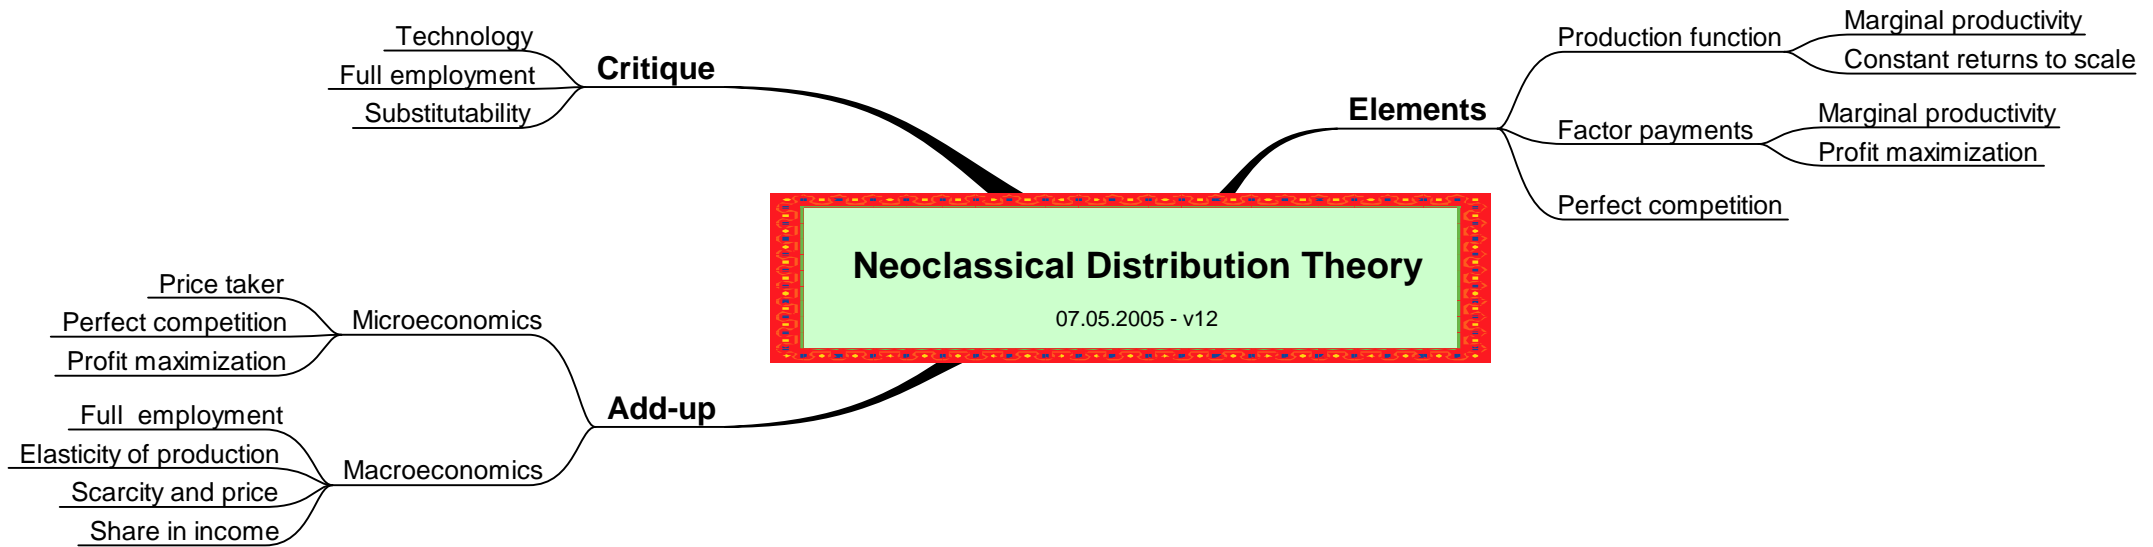 Neoclassical Distribution Theory
07.05.2005 - v12
Elements
Production function
Marginal productivity
Constant returns to scale
Factor payments
Marginal productivity
Profit maximization
Perfect competition
Critique
Technology
Full employment
Substitutability
Add-up
Microeconomics
Price taker
Perfect competition
Profit maximization
Macroeconomics
Full  employment
Elasticity of production
Scarcity and price
Share in income